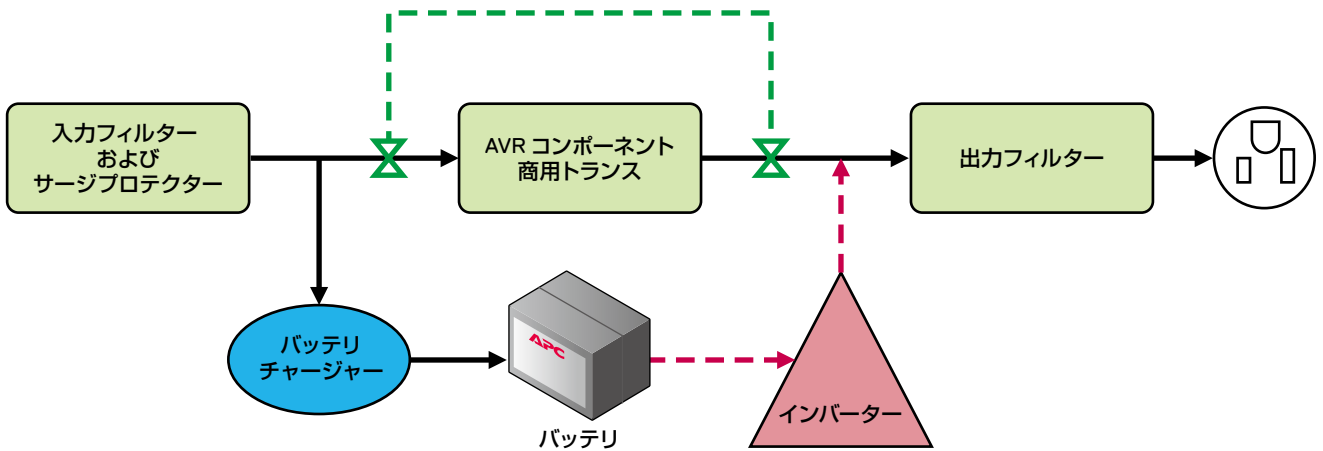 入力フィルター
および
サージプロテクター
AVR コンポーネント
商用トランス
出力フィルター
バッテリ
チャージャー
APC
バッテリ
インバーター